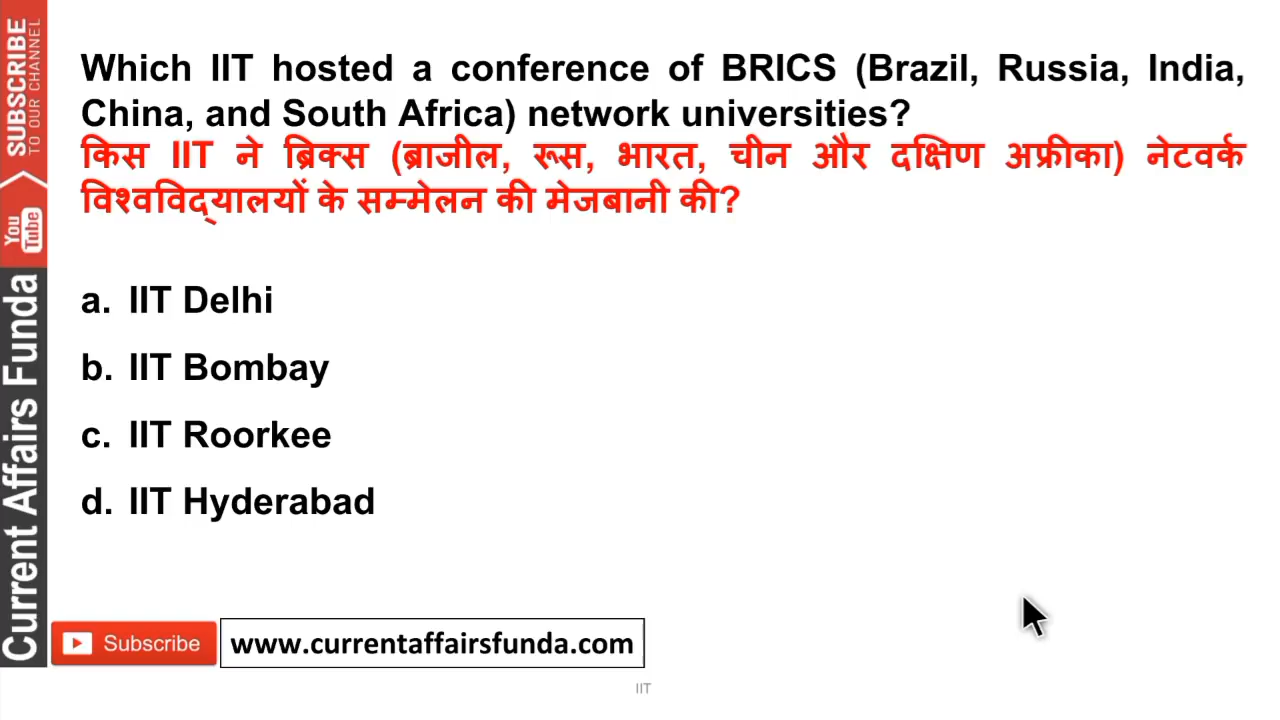 Which IIT hosted a conference of BRICS (Brazil, Russia, India,
China, and South Africa) network universities?
किस IIT ने ब्रिक्स (ब्राजील, रूस, भारत, चीन और दक्षिण अफ्रीका) नेटवर्क
विश्वविद्यालयों के सम्मेलन की मेजबानी की?
a. IIT Delhi
b. IIT Bombay
c. IIT Roorkee
d. IIT Hyderabad
SUBSCRIBE
TO OUR CHANNEL
You
Tube
Current Affairs Funda
Subscribe
www.currentaffairsfunda.com
IIT